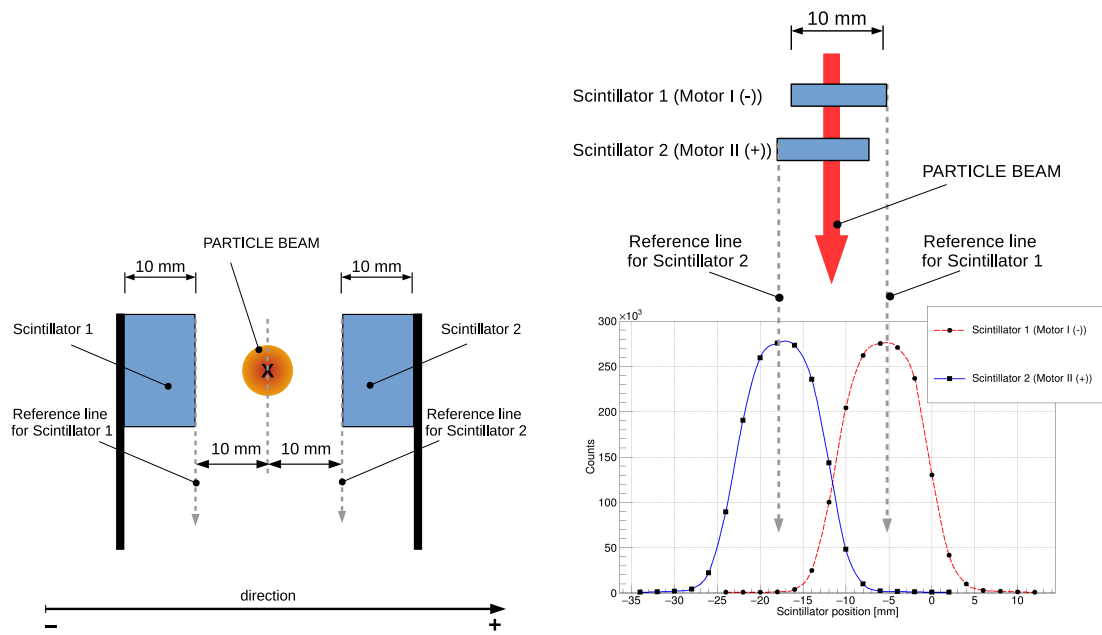 PARTICLE BEAM
10 mm
10 mm
Scintillator 1
Scintillator 2
X
Reference line
for Scintillator 1
Reference line
for Scintillator 2
10 mm
10 mm
direction
−
+
10 mm
Scintillator 1 (Motor I (-))
Scintillator 2 (Motor II (+))
PARTICLE BEAM
Reference line
for Scintillator 2
Reference line
for Scintillator 1
×10³
300
250
200
150
100
50
0
Counts
Scintillator 1 (Motor I (-))
Scintillator 2 (Motor II (+))
−35 −30 −25 −20 −15 −10 −5 0 5 10
Scintillator position [mm]